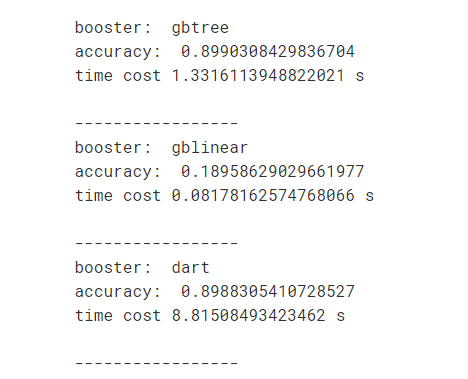 booster:  gbtree
accuracy:  0.8990308429836704
time cost 1.3316113948822021 s
-----------------
booster:  gblinear
accuracy:  0.18958629029661977
time cost 0.08178162574768066 s
-----------------
booster:  dart
accuracy:  0.8988305410728527
time cost 8.81508493423462 s
-----------------